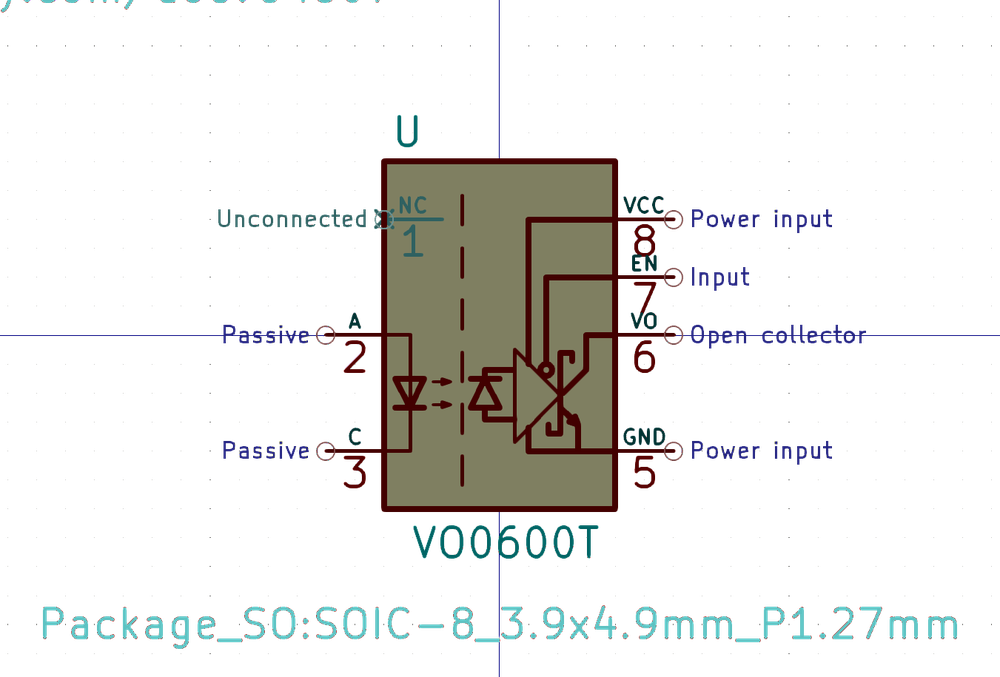 U
Unconnected
NC
1
VCC
8
Power input
EN
7
Input
A
2
Passive
VO
6
Open collector
C
3
Passive
GND
5
Power input
VO0600T
Package_SO:SOIC-8_3.9x4.9mm_P1.27mm